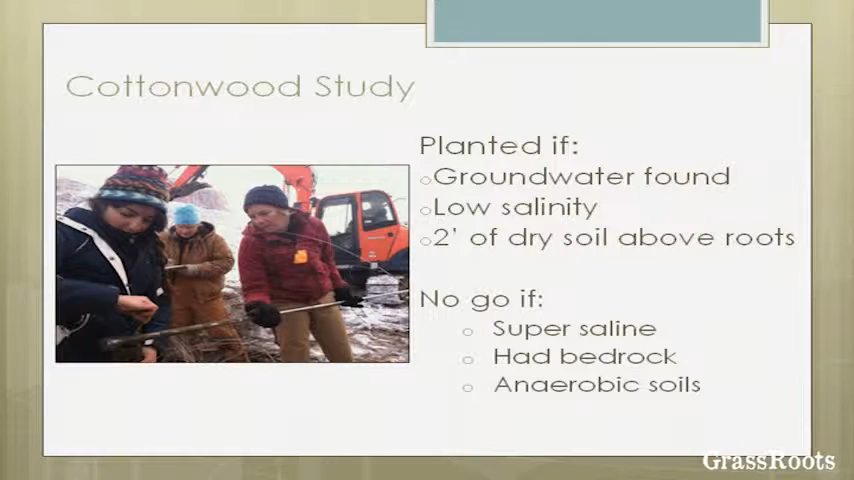 Cottonwood Study
Planted if:
Groundwater found
Low salinity
2' of dry soil above roots
No go if:
Super saline
Had bedrock
Anaerobic soils
GrassRoots